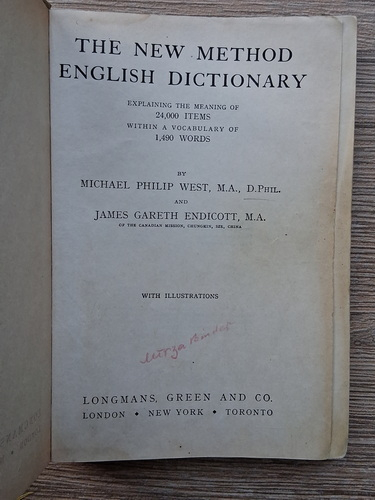 THE NEW METHOD
ENGLISH DICTIONARY
EXPLAINING THE MEANING OF
24,000 ITEMS
WITHIN A VOCABULARY OF
1,490 WORDS
BY
MICHAEL PHILIP WEST, M.A., D.PHIL.
AND
JAMES GARETH ENDICOTT, M.A.
OF THE CANADIAN MISSION, CHUNGKIN, SZE, CHINA
WITH ILLUSTRATIONS
LONGMANS, GREEN AND CO.
LONDON • NEW YORK • TORONTO